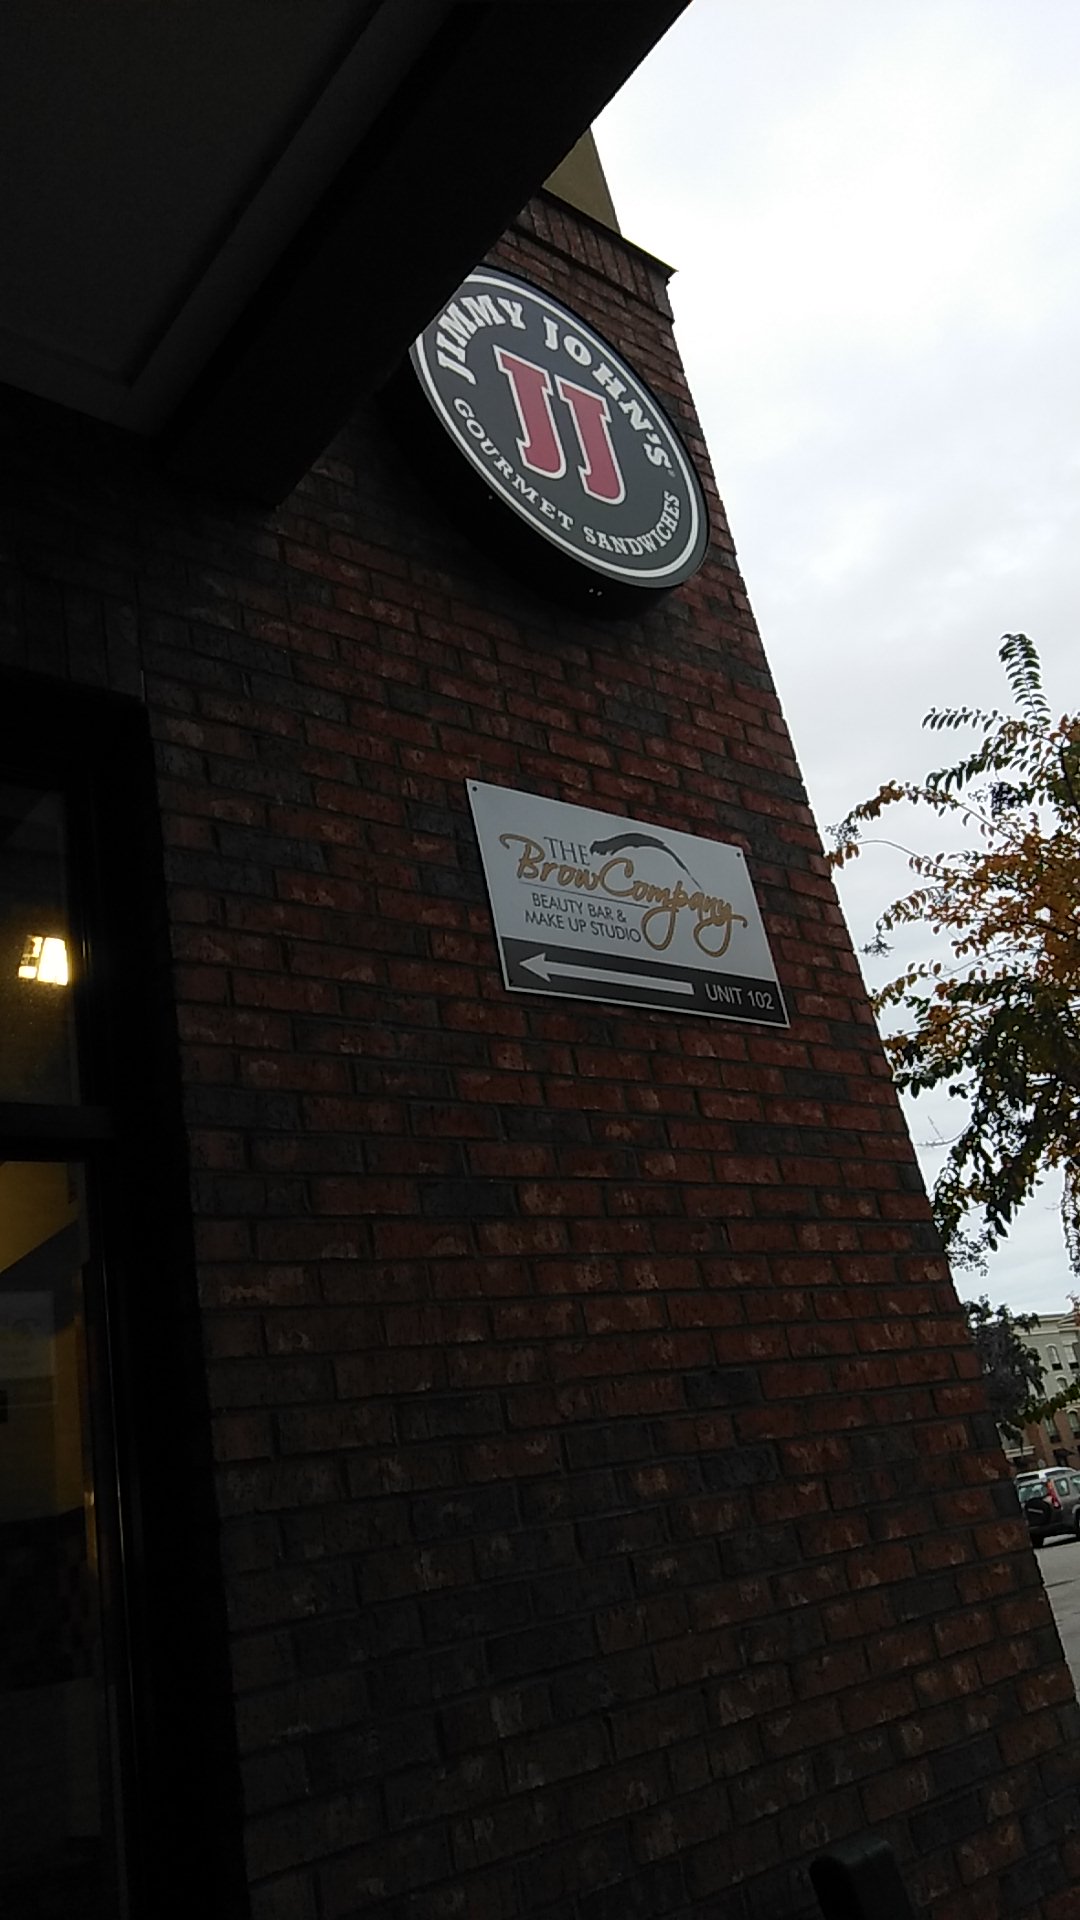 JIMMY JOHN'S
JJ
GOURMET SANDWICHES
THE
BrowCompany
BEAUTY BAR &
MAKE UP STUDIO
UNIT 102